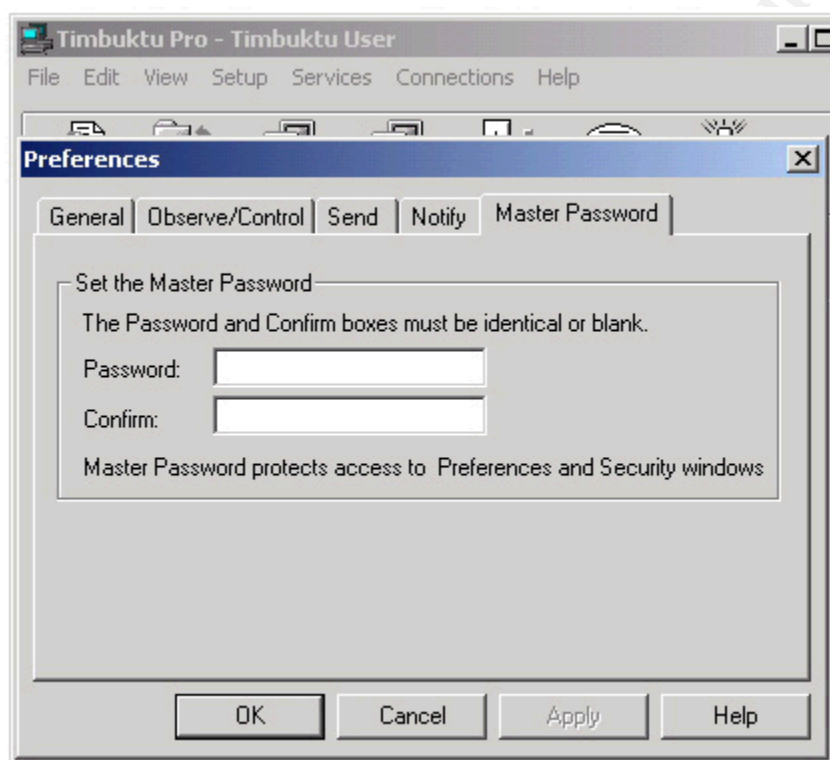 Timbuktu Pro - Timbuktu User
File Edit View Setup Services Connections Help
Preferences
General Observe/Control Send Notify Master Password
Set the Master Password
The Password and Confirm boxes must be identical or blank.
Password:
Confirm:
Master Password protects access to Preferences and Security windows
OK Cancel Apply Help